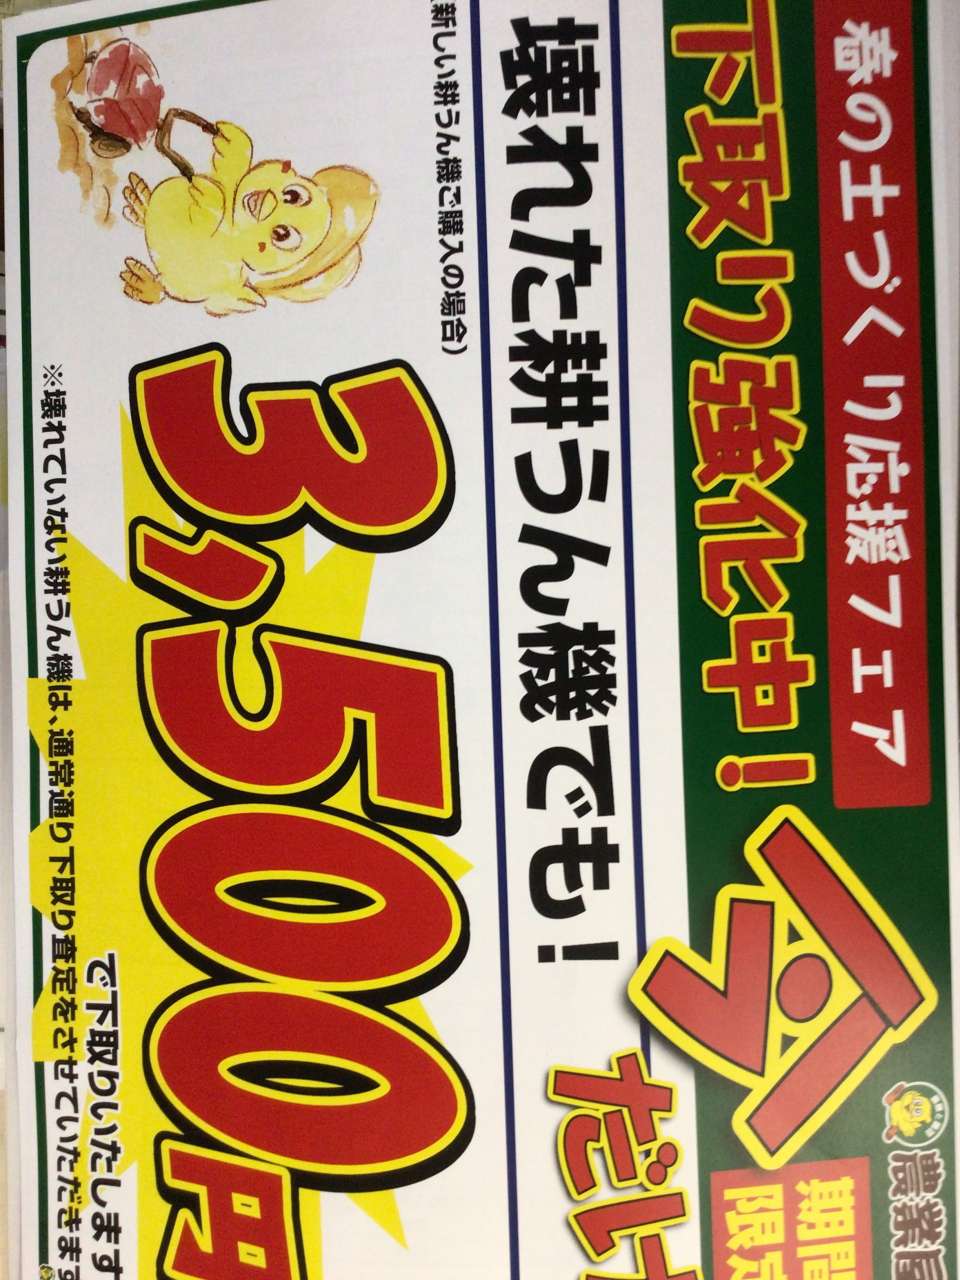 春の土づくり応援フェア
農業屋
下取り強化中!
今だけ
期間
限定
壊れた耕うん機でも!
新しい耕うん機ご購入の場合)
3,500円
で下取りいたします
※壊れていない耕うん機は、通常通り下取り査定をさせていただきます